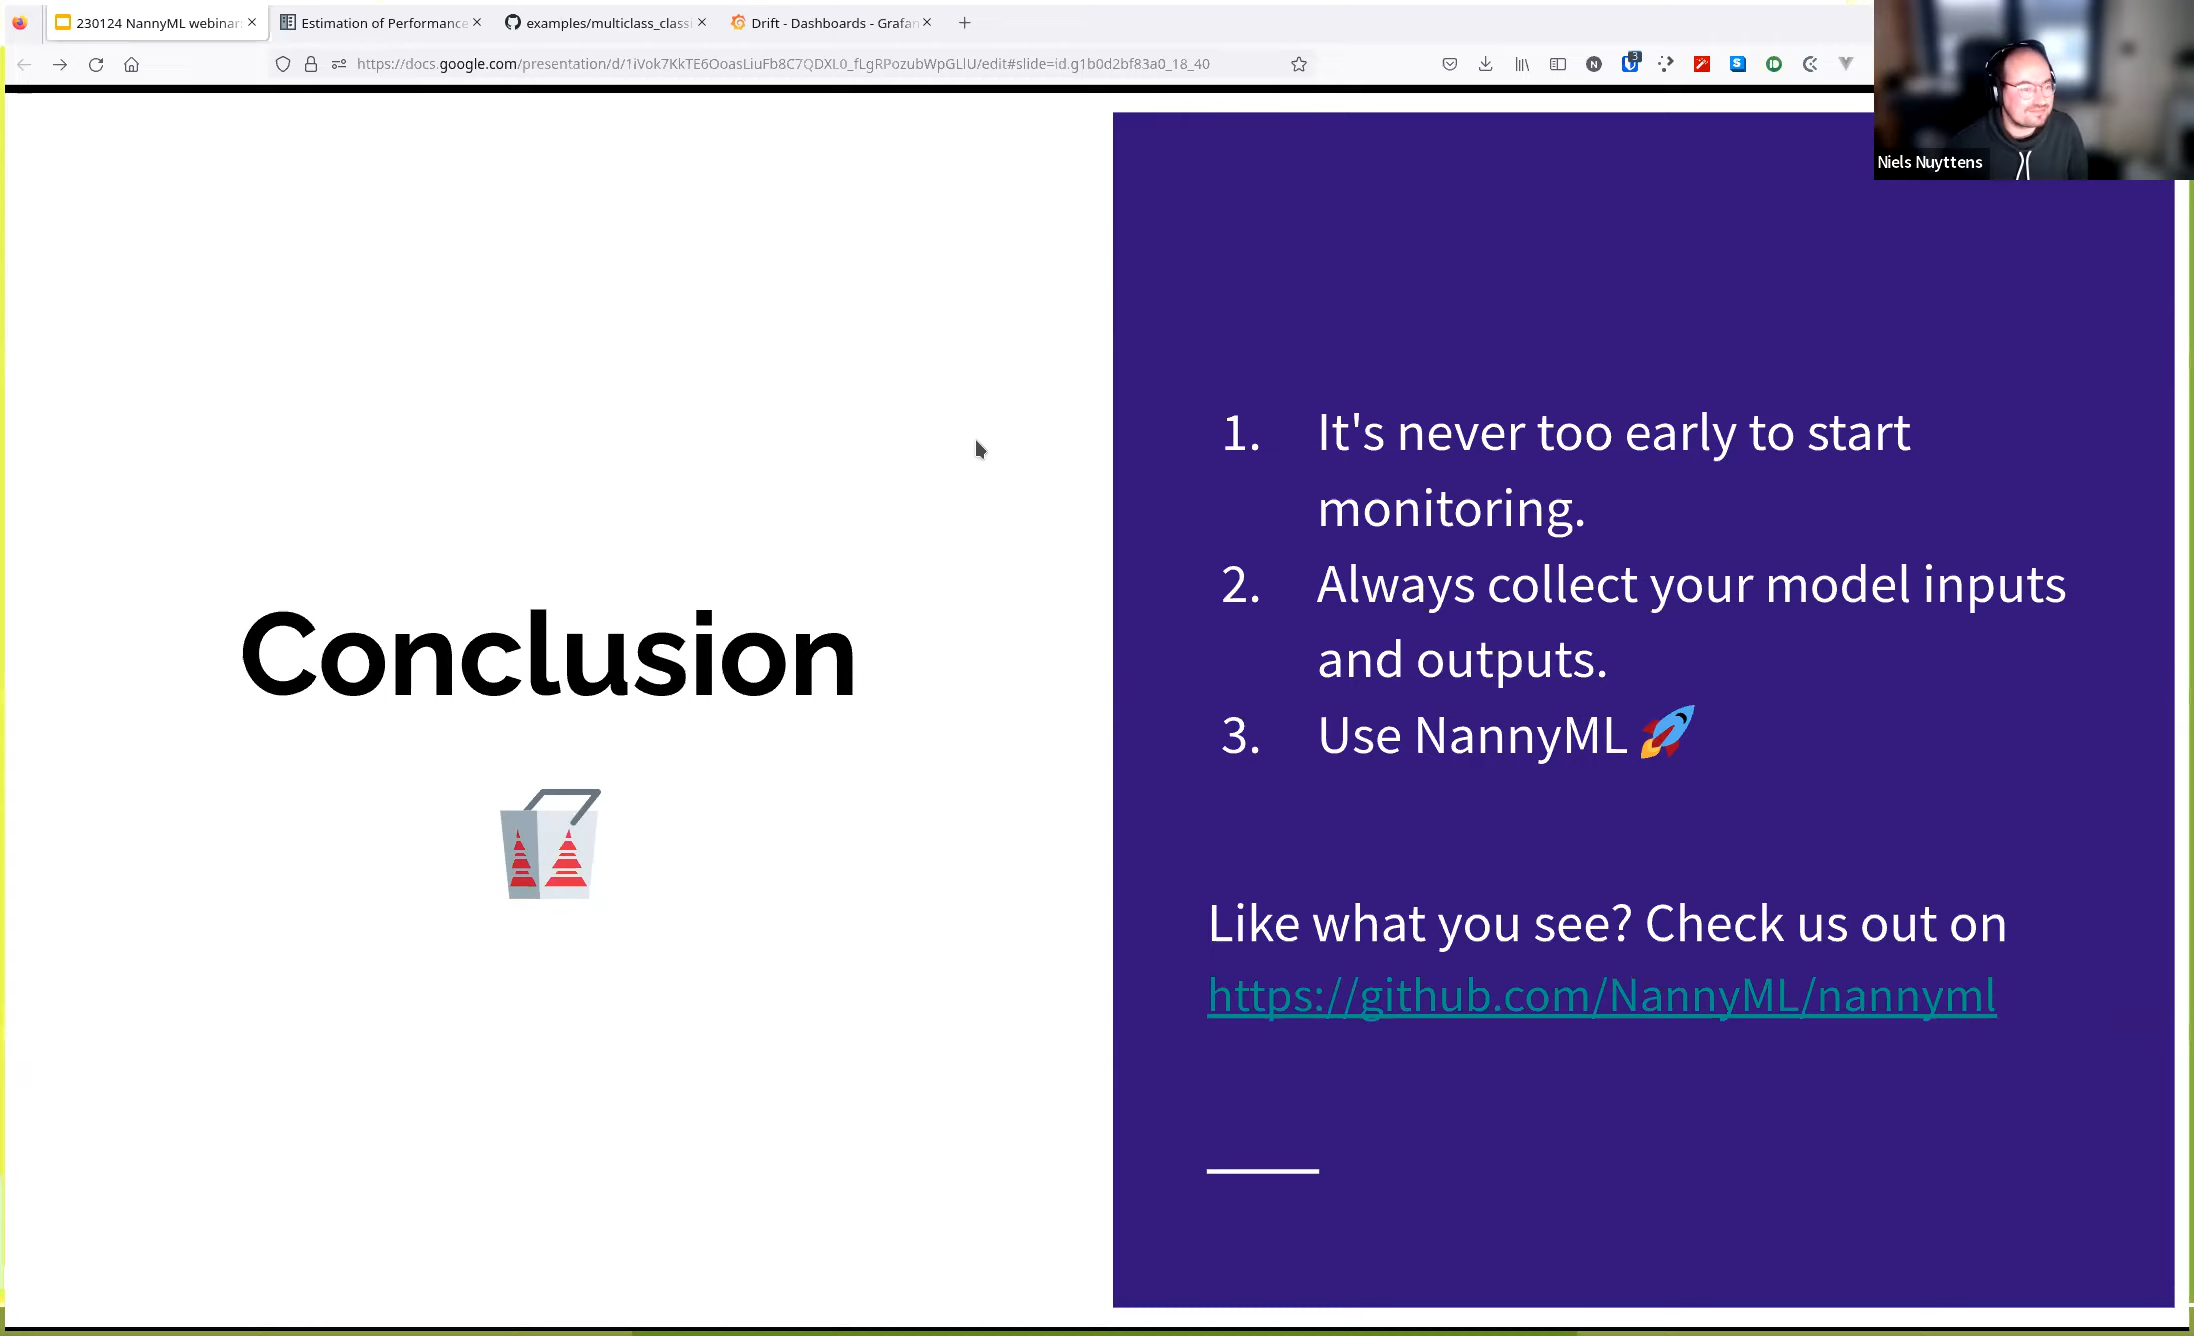 230124 NannyML webinar
Estimation of Performance
examples/multiclass_classi
Drift - Dashboards - Grafan
https://docs.google.com/presentation/d/1iVok7KkTE6OoasLiuFb8C7QDXL0_fLgRPozubWpGLlU/edit#slide=id.g1b0d2bf83a0_18_40
3
N
S
Niels Nuyttens
Conclusion
1. It's never too early to start
monitoring.
2. Always collect your model inputs
and outputs.
3. Use NannyML 🚀
Like what you see? Check us out on
https://github.com/NannyML/nannyml